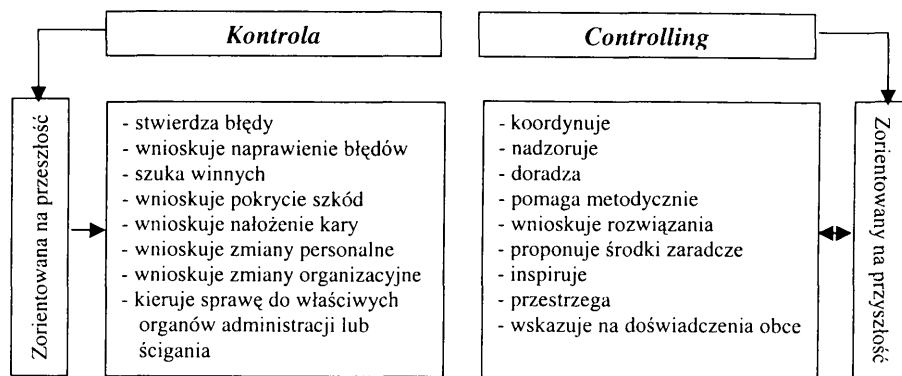 Kontrola
Zorientowana na przeszłość
- stwierdza błędy
- wnioskuje naprawienie błędów
- szuka winnych
- wnioskuje pokrycie szkód
- wnioskuje nałożenie kary
- wnioskuje zmiany personalne
- wnioskuje zmiany organizacyjne
- kieruje sprawę do właściwych
organów administracji lub
ścigania
Controlling
- koordynuje
- nadzoruje
- doradza
- pomaga metodycznie
- wnioskuje rozwiązania
- proponuje środki zaradcze
- inspiruje
- przestrzega
- wskazuje na doświadczenia obce
Zorientowany na przyszłość